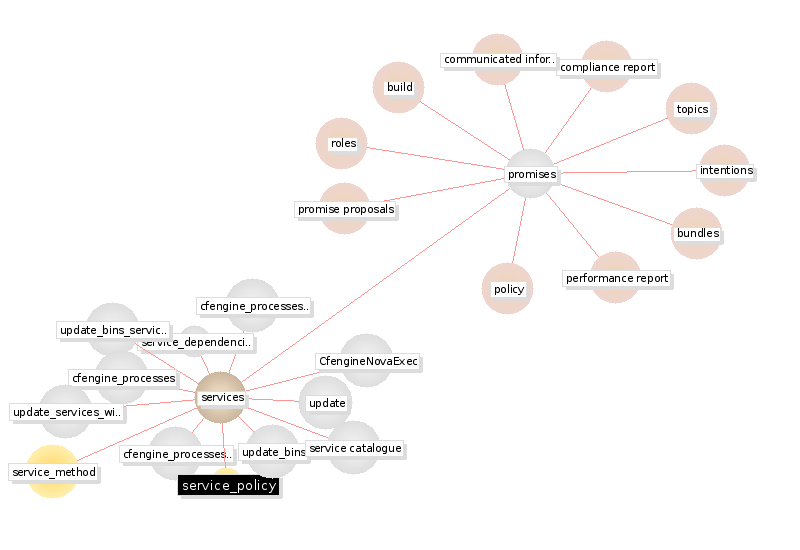 communicated infor..
compliance report
build
topics
roles
intentions
promises
promise proposals
bundles
performance report
policy
cfengine_processes..
update_bins_servic..
service_dependenci..
CfengineNovaExec
cfengine_processes
services
update
update_services_wi..
service catalogue
cfengine_processes..
update_bins
service_method
service_policy